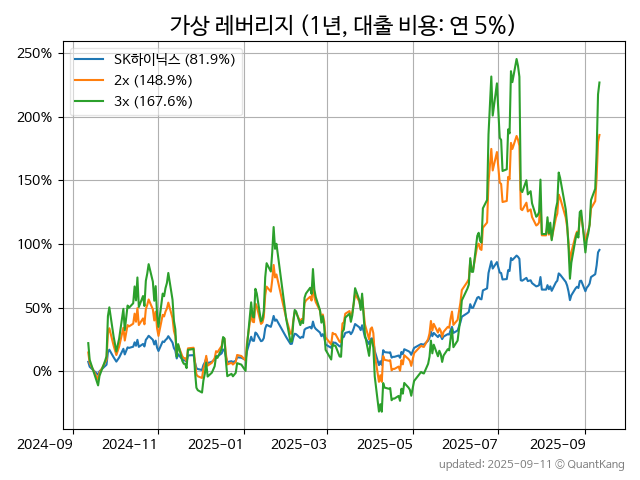 가상 레버리지 (1년, 대출 비용: 연 5%)
SK하이닉스 (81.9%)
2x (148.9%)
3x (167.6%)
250%
200%
150%
100%
50%
0%
2024-09
2024-11
2025-01
2025-03
2025-05
2025-07
2025-09
updated: 2025-09-11 © QuantKang